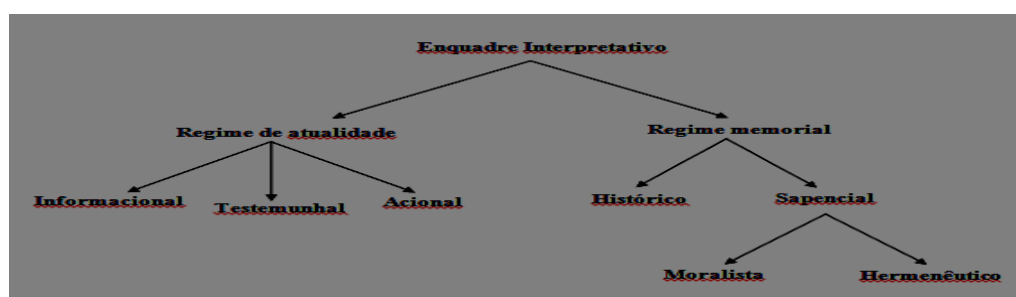 Enquadre Interpretativo
Regime de atualidade
Regime memorial
Informacional
Testemunhal
Acional
Histórico
Sapencial
Moralista
Hermenêutico